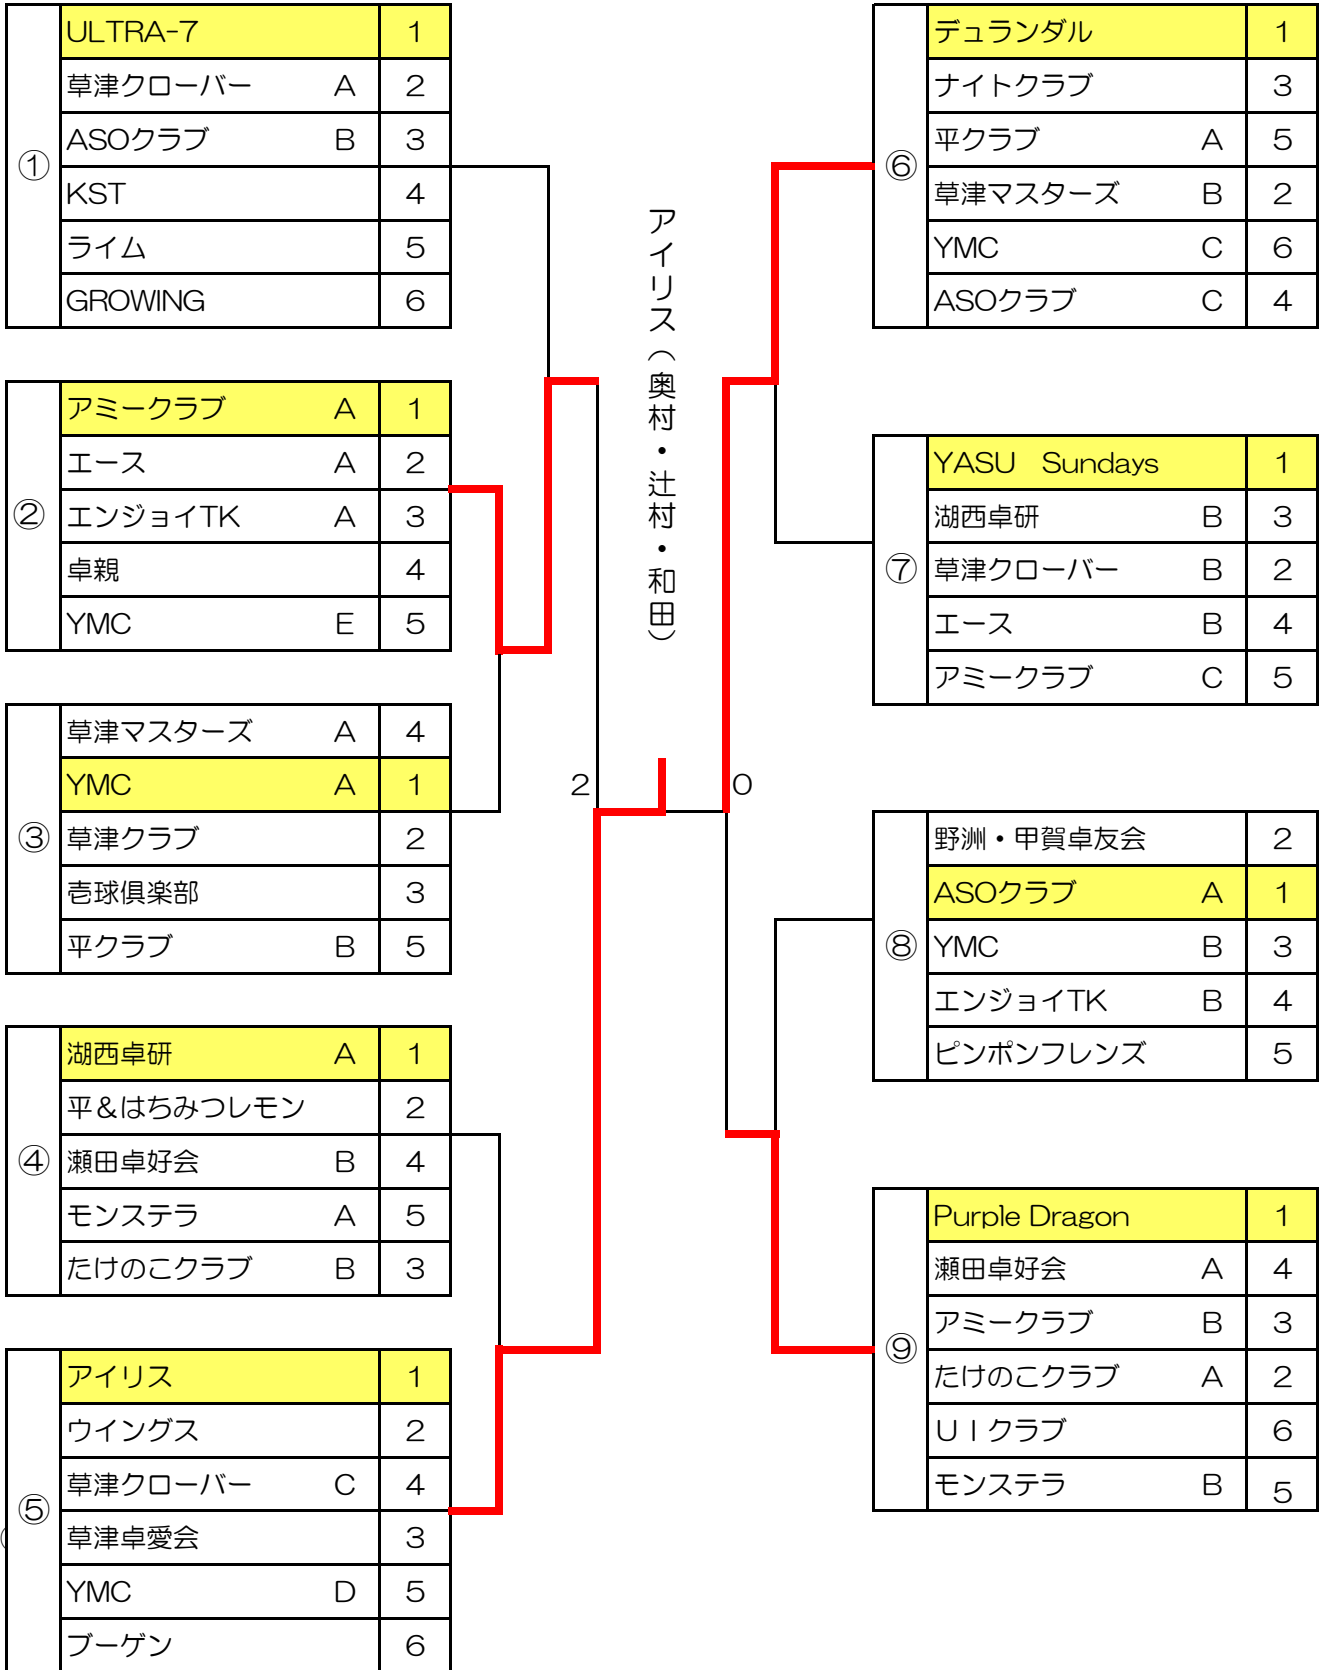 ①
ULTRA-7 1
草津クローバー A 2
ASOクラブ B 3
KST 4
ライム 5
GROWING 6
②
アミークラブ A 1
エース A 2
エンジョイTK A 3
卓親 4
YMC E 5
③
草津マスターズ A 4
YMC A 1
草津クラブ 2
壱球倶楽部 3
平クラブ B 5
④
湖西卓研 A 1
平&はちみつレモン 2
瀬田卓好会 B 4
モンステラ A 5
たけのこクラブ B 3
⑤
アイリス 1
ウイングス 2
草津クローバー C 4
草津卓愛会 3
YMC D 5
ブーゲン 6
アイリス（奥村・辻村・和田）
2 0
⑥
デュランダル 1
ナイトクラブ 3
平クラブ A 5
草津マスターズ B 2
YMC C 6
ASOクラブ C 4
⑦
YASU Sundays 1
湖西卓研 B 3
草津クローバー B 2
エース B 4
アミークラブ C 5
⑧
野洲・甲賀卓友会 2
ASOクラブ A 1
YMC B 3
エンジョイTK B 4
ピンポンフレンズ 5
⑨
Purple Dragon 1
瀬田卓好会 A 4
アミークラブ B 3
たけのこクラブ A 2
UIクラブ 6
モンステラ B 5